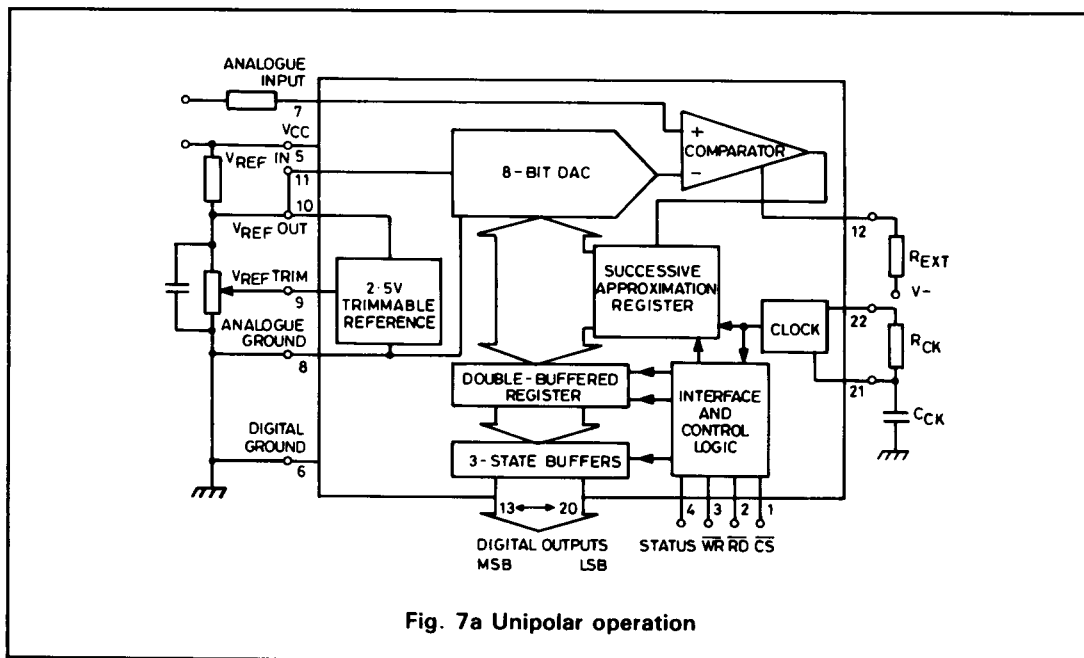 ANALOGUE
INPUT
7
VCC
5
VREF IN
11
10
VREF OUT
VREF TRIM
9
ANALOGUE
GROUND
8
DIGITAL
GROUND
6
8-BIT DAC
+
COMPARATOR
-
12
REXT
V-
2·5V
TRIMMABLE
REFERENCE
SUCCESSIVE
APPROXIMATION
REGISTER
CLOCK
22
RCK
21
CCK
DOUBLE-BUFFERED
REGISTER
INTERFACE
AND
CONTROL
LOGIC
3-STATE BUFFERS
13 20
4 3 2 1
DIGITAL OUTPUTS
MSB LSB
STATUS W̅R̅ R̅D̅ C̅S̅
Fig. 7a Unipolar operation